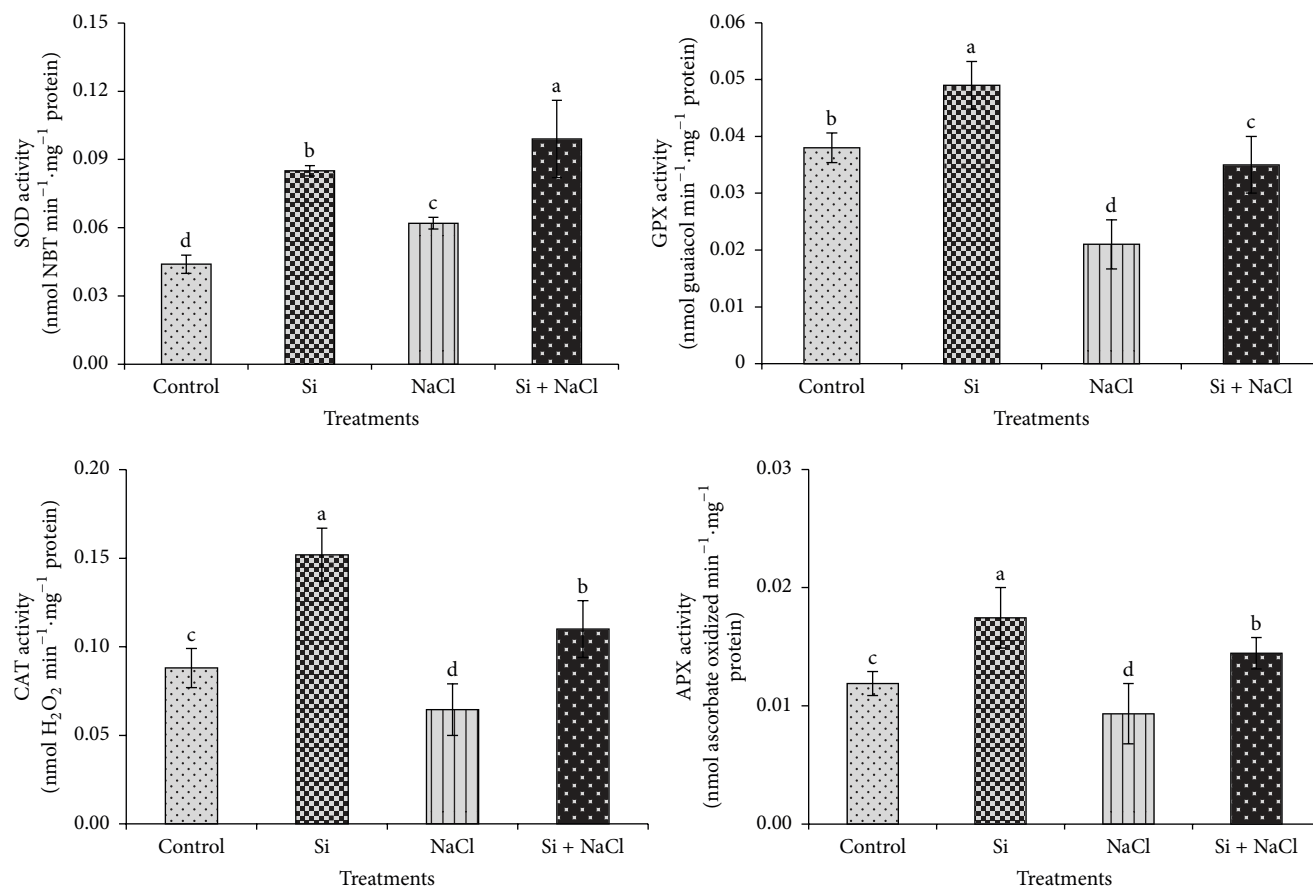 SOD activity
(nmol NBT min⁻¹·mg⁻¹ protein)
0.15
0.12
0.09
0.06
0.03
0.00
d
b
c
a
Control Si NaCl Si + NaCl
Treatments
GPX activity
(nmol guaiacol min⁻¹·mg⁻¹ protein)
0.06
0.05
0.04
0.03
0.02
0.01
0
b
a
d
c
Control Si NaCl Si + NaCl
Treatments
CAT activity
(nmol H₂O₂ min⁻¹·mg⁻¹ protein)
0.20
0.15
0.10
0.05
0.00
c
a
d
b
Control Si NaCl Si + NaCl
Treatments
APX activity
(nmol ascorbate oxidized min⁻¹·mg⁻¹
protein)
0.03
0.02
0.01
0.00
c
a
d
b
Control Si NaCl Si + NaCl
Treatments